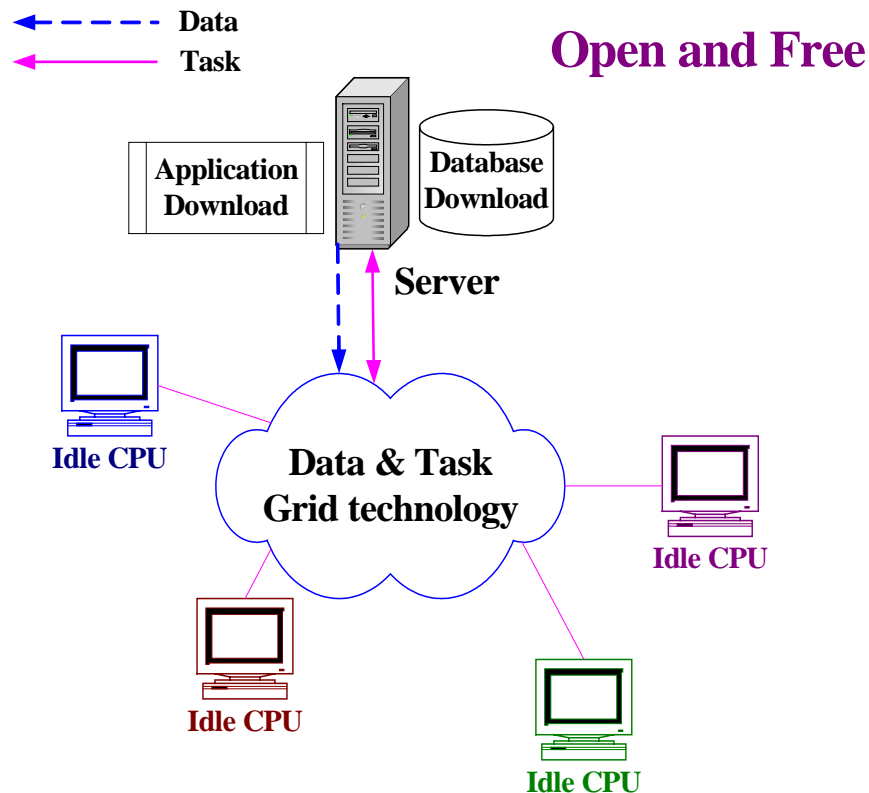 Data
Task
Open and Free
Application
Download
Database
Download
Server
Idle CPU
Data & Task
Grid technology
Idle CPU
Idle CPU
Idle CPU